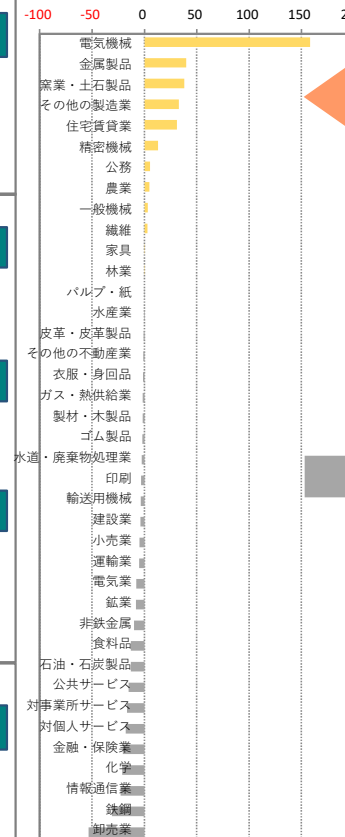 -100 -50 0 50 100 150
電気機械
金属製品
窯業・土石製品
その他の製造業
住宅賃貸業
精密機械
公務
農業
一般機械
繊維
家具
林業
パルプ・紙
水産業
皮革・皮革製品
その他の不動産業
衣服・身回品
ガス・熱供給業
製材・木製品
ゴム製品
水道・廃棄物処理業
印刷
輸送用機械
建設業
小売業
運輸業
電気業
鉱業
非鉄金属
食料品
石油・石炭製品
公共サービス
対事業所サービス
対個人サービス
金融・保険業
化学
情報通信業
鉄鋼
卸売業